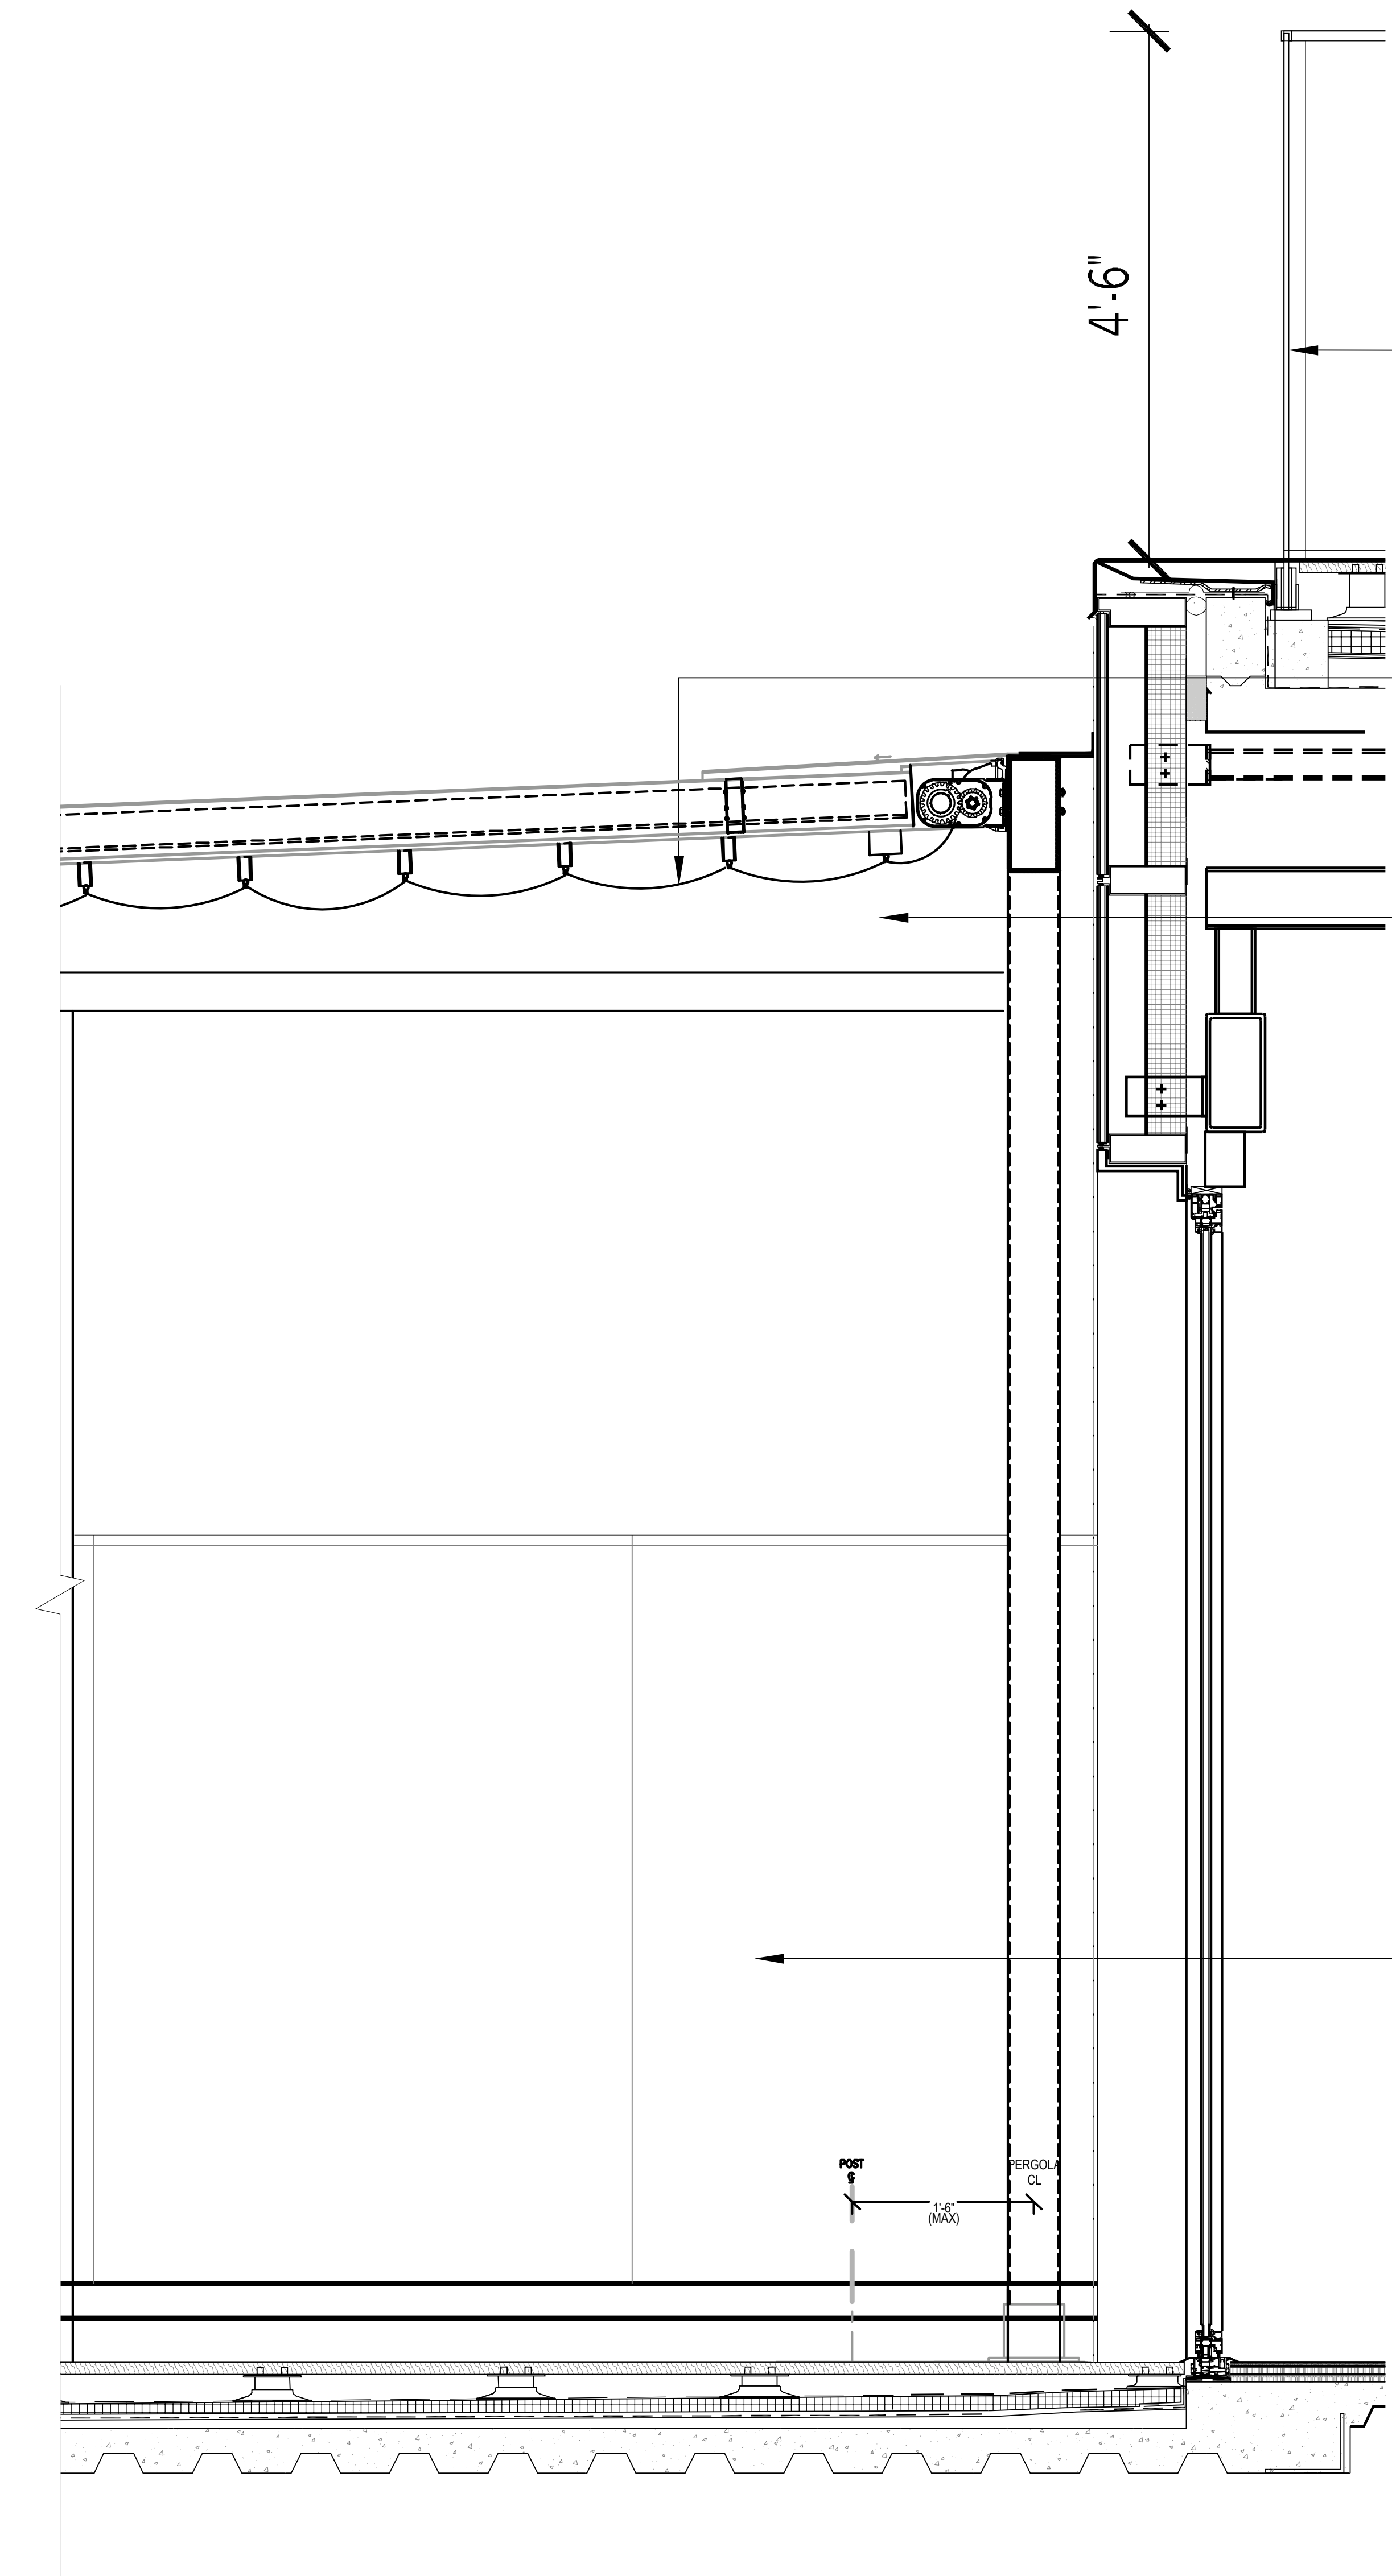 4'-6"
POST
℄
PERGOLA
CL
1'-6"
(MAX)